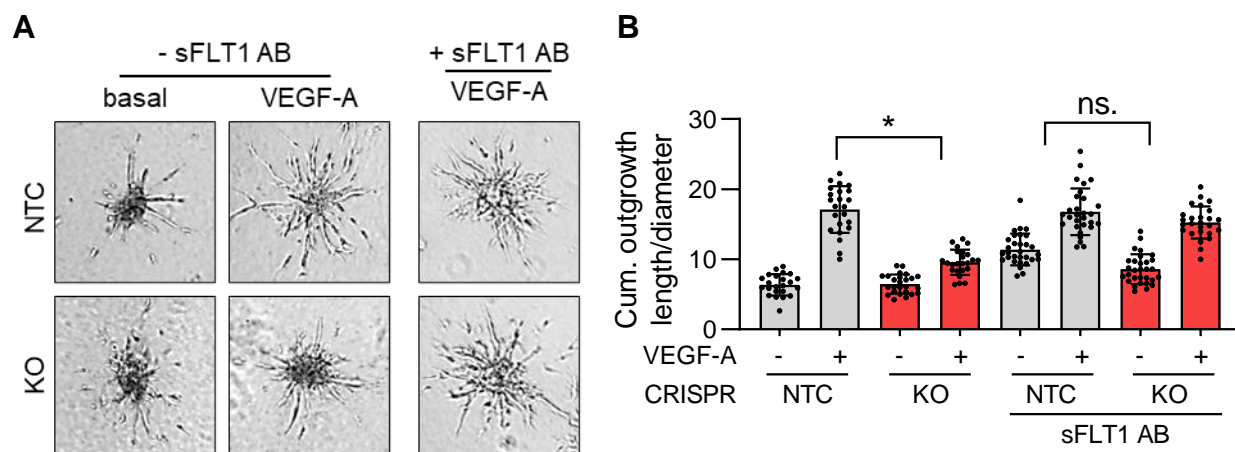 A
- sFLT1 AB
+ sFLT1 AB
basal
VEGF-A
VEGF-A
NTC
KO
B
Cum. outgrowth
length/diameter
30
20
10
0
*
ns.
VEGF-A - + - + - + - +
CRISPR NTC KO NTC KO
sFLT1 AB